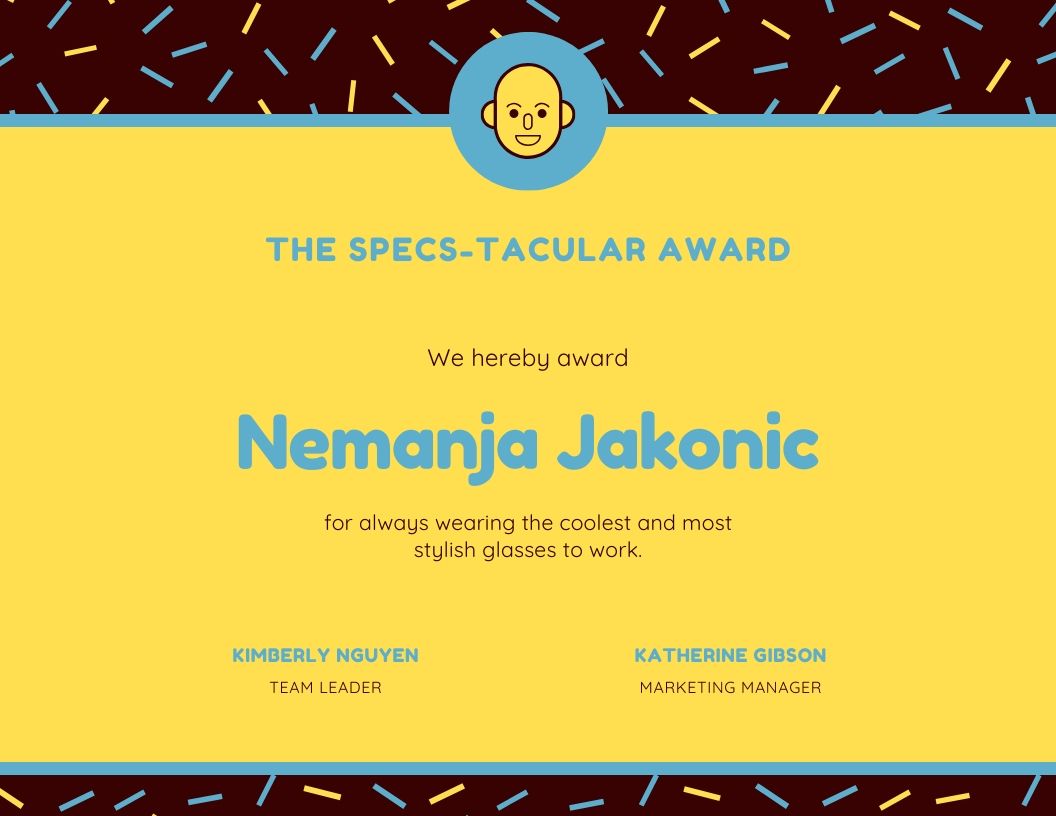 THE SPECS-TACULAR AWARD
We hereby award
Nemanja Jakonic
for always wearing the coolest and most
stylish glasses to work.
KIMBERLY NGUYEN
TEAM LEADER
KATHERINE GIBSON
MARKETING MANAGER